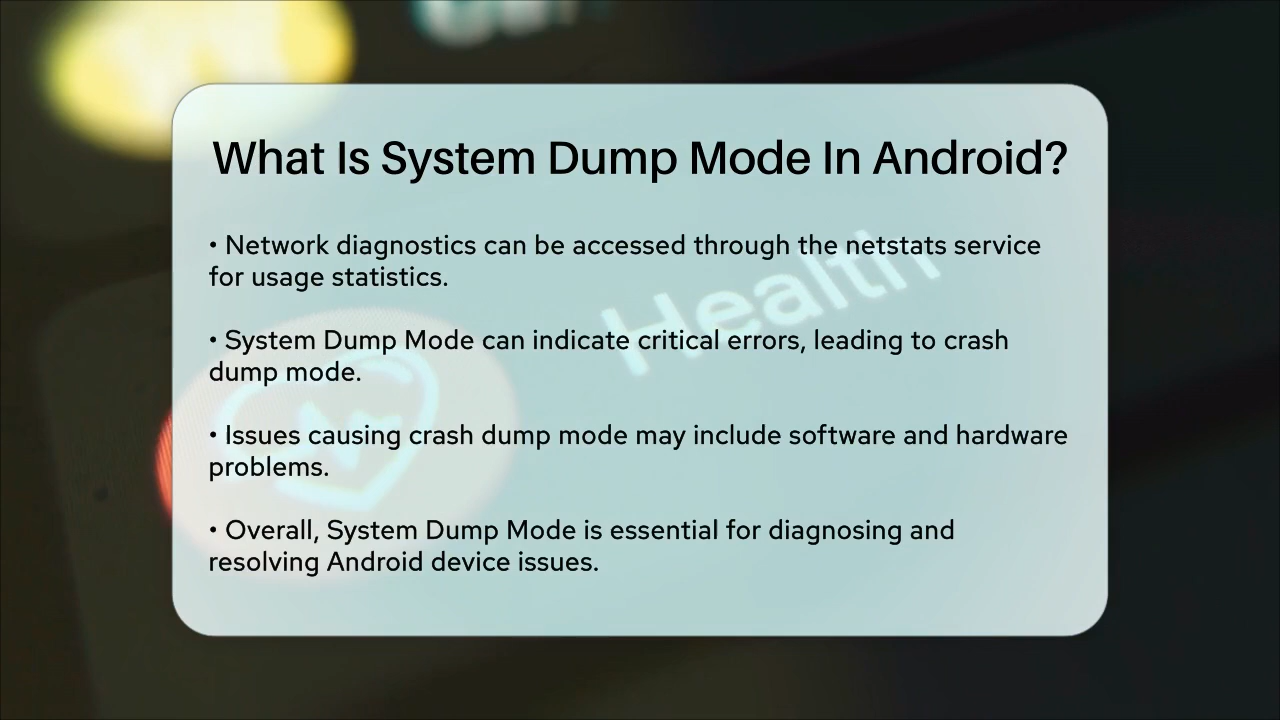 What Is System Dump Mode In Android?
• Network diagnostics can be accessed through the netstats service
for usage statistics.
• System Dump Mode can indicate critical errors, leading to crash
dump mode.
• Issues causing crash dump mode may include software and hardware
problems.
• Overall, System Dump Mode is essential for diagnosing and
resolving Android device issues.
Health